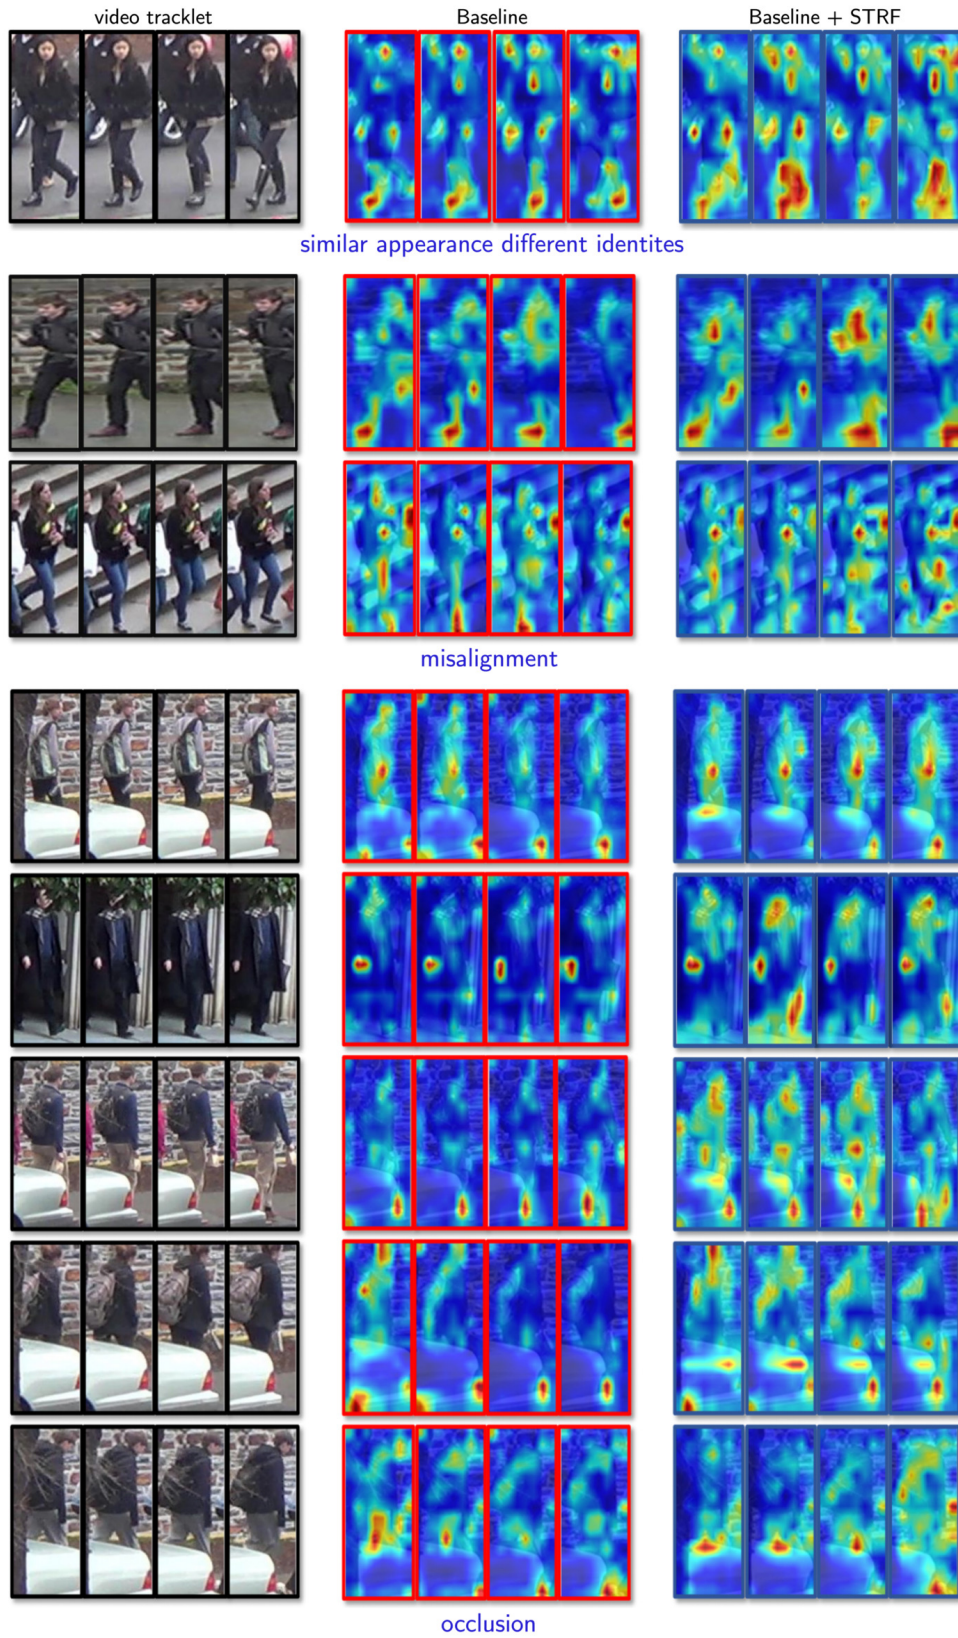 video tracklet
Baseline
Baseline + STRF
similar appearance different identites
misalignment
occlusion